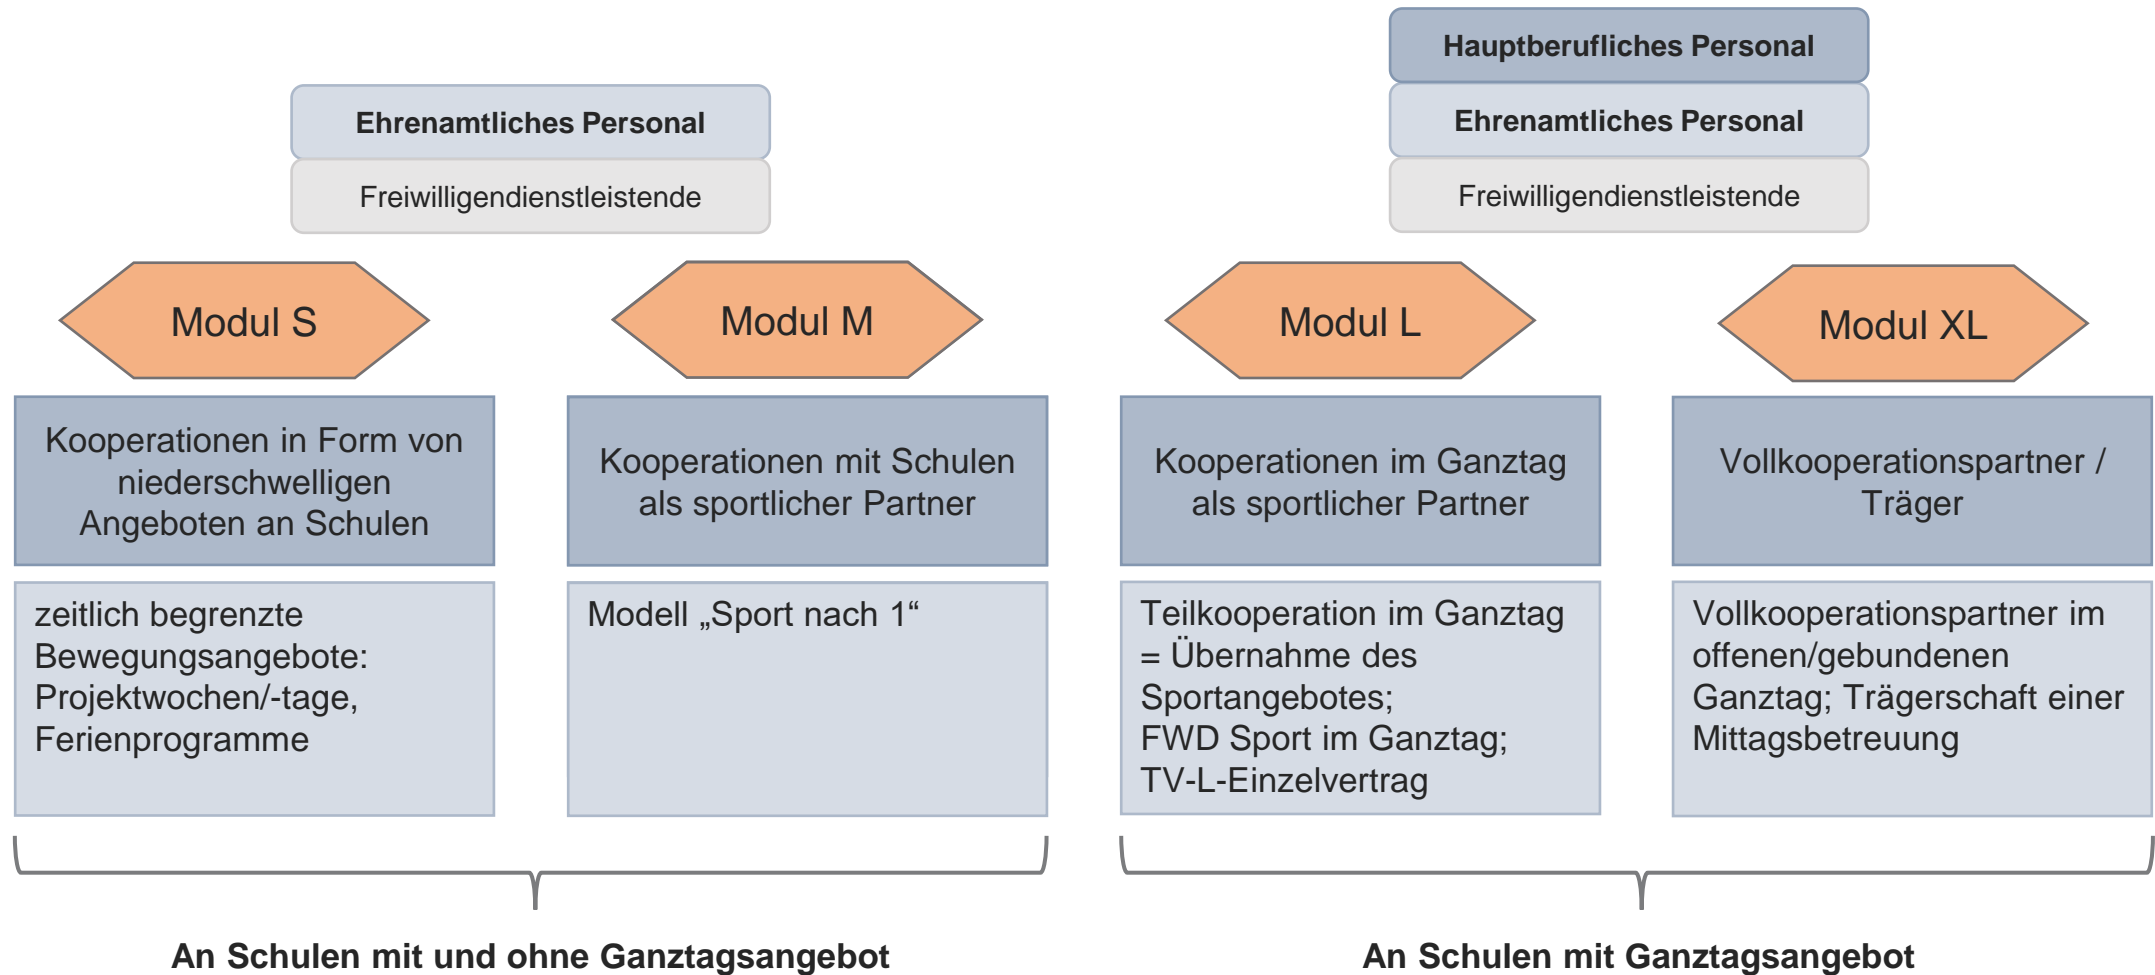 Ehrenamtliches Personal
Freiwilligendienstleistende
Hauptberufliches Personal
Ehrenamtliches Personal
Freiwilligendienstleistende
Modul S
Modul M
Modul L
Modul XL
Kooperationen in Form von
niederschwelligen
Angeboten an Schulen
Kooperationen mit Schulen
als sportlicher Partner
Kooperationen im Ganztag
als sportlicher Partner
Vollkooperationspartner /
Träger
zeitlich begrenzte
Bewegungsangebote:
Projektwochen/-tage,
Ferienprogramme
Modell „Sport nach 1“
Teilkooperation im Ganztag
= Übernahme des
Sportangebotes;
FWD Sport im Ganztag;
TV-L-Einzelvertrag
Vollkooperationspartner im
offenen/gebundenen
Ganztag; Trägerschaft einer
Mittagsbetreuung
An Schulen mit und ohne Ganztagsangebot
An Schulen mit Ganztagsangebot